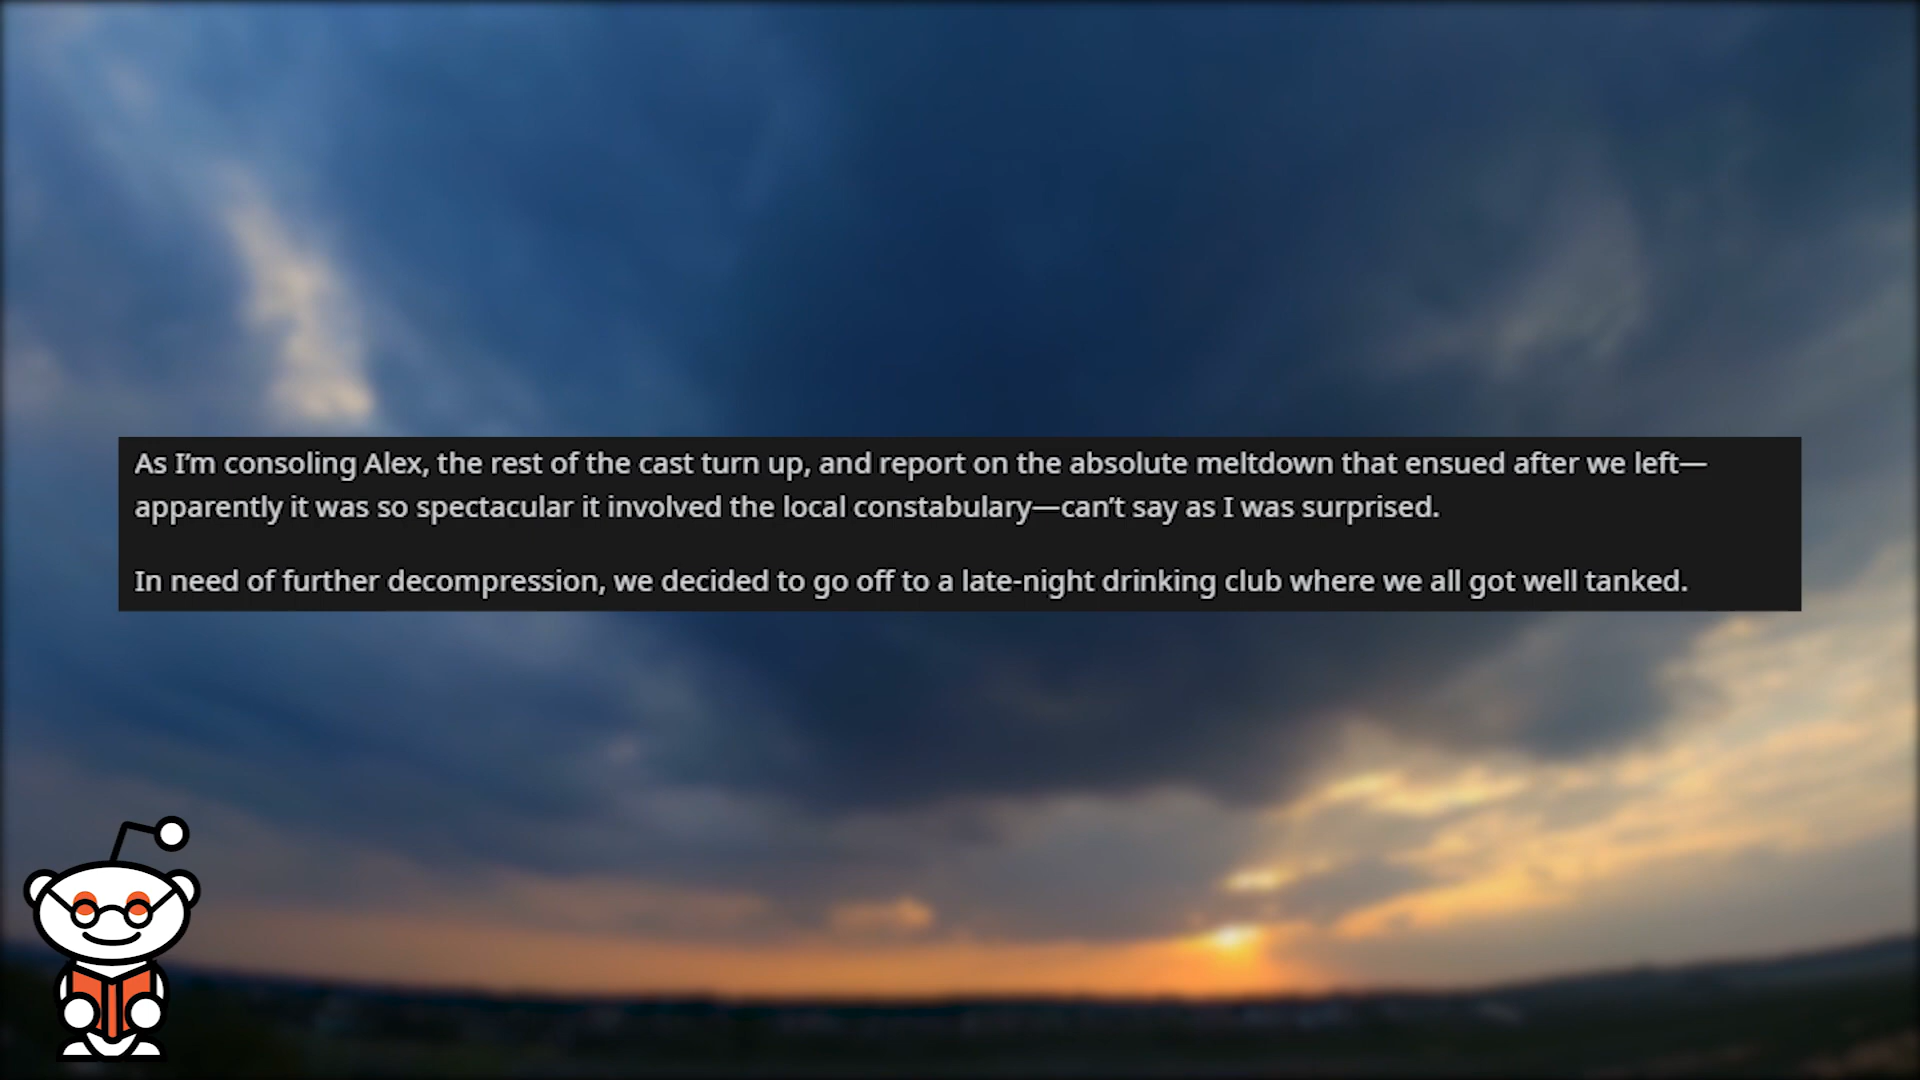 As I’m consoling Alex, the rest of the cast turn up, and report on the absolute meltdown that ensued after we left—
apparently it was so spectacular it involved the local constabulary—can’t say as I was surprised.
In need of further decompression, we decided to go off to a late-night drinking club where we all got well tanked.